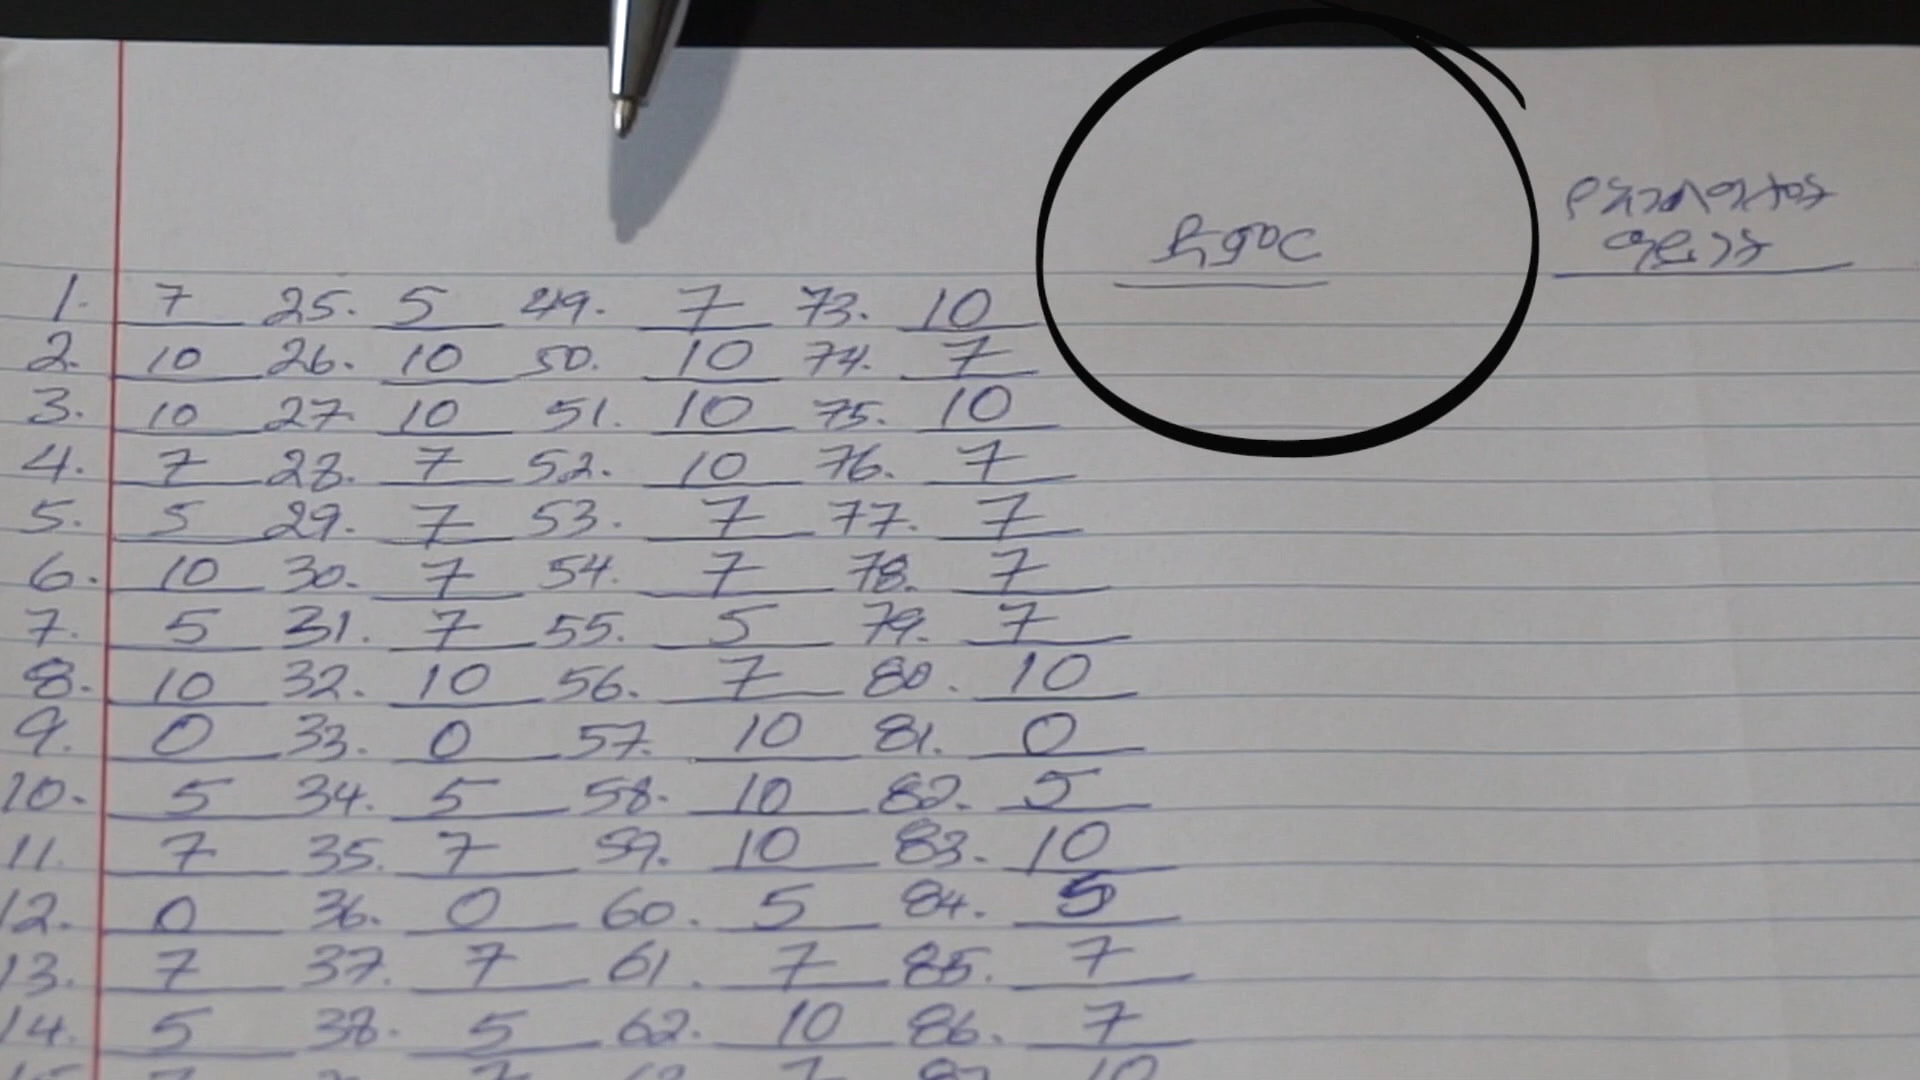 ድምር
1. 7 25. 5 49. 7 73. 10
2. 10 26. 10 50. 10 74. 7
3. 10 27. 10 51. 10 75. 10
4. 7 28. 7 52. 10 76. 7
5. 5 29. 7 53. 7 77. 7
6. 10 30. 7 54. 7 78. 7
7. 5 31. 7 55. 5 79. 7
8. 10 32. 10 56. 7 80. 10
9. 0 33. 0 57. 10 81. 0
10. 5 34. 5 58. 10 82. 5
11. 7 35. 7 59. 10 83. 10
12. 0 36. 0 60. 5 84. 5
13. 7 37. 7 61. 7 85. 7
14. 5 38. 5 62. 10 86. 7